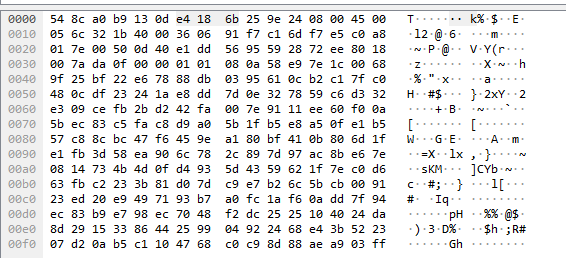 0000 54 8c a0 b9 13 0d e4 18 6b 25 9e 24 08 00 45 00 T·······k%·$··E·
0010 05 6c 32 1b 40 00 36 06 91 f7 c1 6d f7 e5 c0 a8 ·l2·@·6····m····
0020 01 7e 00 50 0d 40 e1 dd 56 95 59 28 72 ee 80 18 ·~·P·@··V·Y(r···
0030 00 7a da 0f 00 00 01 01 08 0a 58 e9 7e 1c 00 68 ·z········X·~··h
0040 9f 25 bf 22 e6 78 88 db 03 95 61 0c b2 c1 7f c0 ·%·"·x····a·····
0050 48 0c df 23 24 1a e8 dd 7d 0e 32 78 59 c6 d3 32 H··#$···}·2xY··2
0060 e3 09 ce fb 2b d2 42 fa 00 7e 91 11 ee 60 f0 0a ····+·B··~···`··
0070 5b ec 83 c5 fa c8 d9 a0 5b 1f b5 e8 a5 0f e1 b5 [·······[·······
0080 57 c8 8c bc 47 f6 45 9e a1 80 bf 41 0b 80 6d 1f W···G·E····A··m·
0090 e1 fb 3d 58 ea 90 6c 78 2c 89 7d 97 ac 8b e6 7e ··=X··lx,·}····~
00a0 08 14 73 4b 4d 0f d4 93 5d 43 59 62 1f 7e c0 d6 ··sKM···]CYb·~··
00b0 63 fb c2 23 3b 81 d0 7d c9 e7 b2 6c 5b cb 00 91 c··#;··}···l[···
00c0 23 ed 20 e9 49 71 93 b7 a0 fc 1a f6 0a dd 7f 94 #· ·Iq··········
00d0 ec 83 b9 e7 98 ec 70 48 f2 dc 25 25 10 40 24 da ······pH··%%·@$·
00e0 8d 29 15 33 86 44 25 99 04 92 24 68 e4 3b 52 23 ·)·3·D%···$h·;R#
00f0 07 d2 0a b5 c1 10 47 68 c0 c9 8d 88 ae a9 03 ff ······Gh········